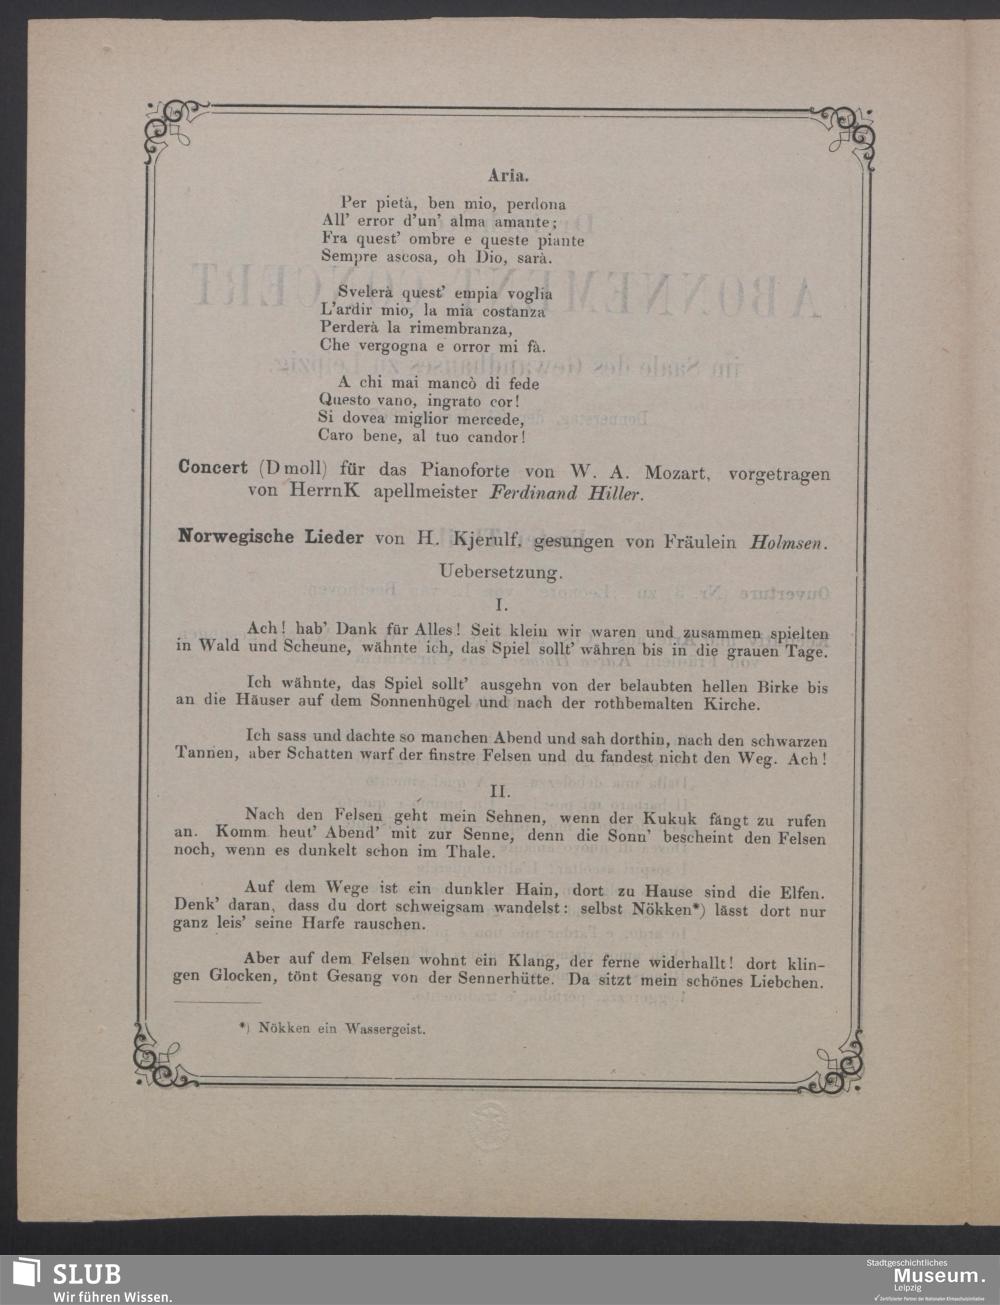 Aria.
Per pietà, ben mio, perdona
All' error d'un' alma amante;
Fra quest' ombre e queste piante
Sempre ascosa, oh Dio, sarà.
Svelerà quest' empia voglia
L'ardir mio, la mia costanza
Perderà la rimembranza,
Che vergogna e orror mi fà.
A chi mai mancò di fede
Questo vano, ingrato cor!
Si dovea miglior mercede,
Caro bene, al tuo candor!
Concert (D moll) für das Pianoforte von W. A. Mozart, vorgetragen
von HerrnK apellmeister Ferdinand Hiller.
Norwegische Lieder von H. Kjerulf, gesungen von Fräulein Holmsen.
Uebersetzung.
I.
Ach! hab' Dank für Alles! Seit klein wir waren und zusammen spielten
in Wald und Scheune, wähnte ich, das Spiel sollt' währen bis in die grauen Tage.
Ich wähnte, das Spiel sollt' ausgehn von der belaubten hellen Birke bis
an die Häuser auf dem Sonnenhügel und nach der rothbemalten Kirche.
Ich sass und dachte so manchen Abend und sah dorthin, nach den schwarzen
Tannen, aber Schatten warf der finstre Felsen und du fandest nicht den Weg. Ach!
II.
Nach den Felsen geht mein Sehnen, wenn der Kukuk fängt zu rufen
an. Komm heut' Abend' mit zur Senne, denn die Sonn' bescheint den Felsen
noch, wenn es dunkelt schon im Thale.
Auf dem Wege ist ein dunkler Hain, dort zu Hause sind die Elfen.
Denk' daran, dass du dort schweigsam wandelst: selbst Nökken*) lässt dort nur
ganz leis' seine Harfe rauschen.
Aber auf dem Felsen wohnt ein Klang, der ferne widerhallt! dort klin-
gen Glocken, tönt Gesang von der Sennerhütte. Da sitzt mein schönes Liebchen.
*) Nökken ein Wassergeist.
SLUB
Wir führen Wissen.
Stadtgeschichtliches
Museum.
Leipzig
Zertifizierter Partner der Nationalen Klimaschutzinitiative